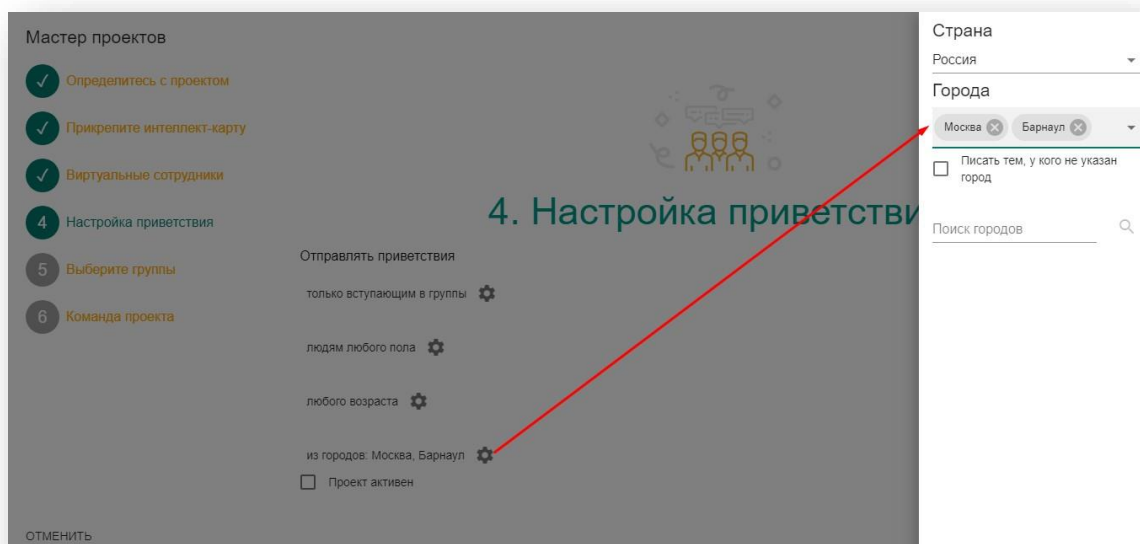 Мастер проектов
Определитесь с проектом
Прикрепите интеллект-карту
Виртуальные сотрудники
4 Настройка приветствия
5 Выберите группы
6 Команда проекта
ОТМЕНИТЬ
4. Настройка приветстви
Отправлять приветствия
только вступающим в группы
людям любого пола
любого возраста
из городов: Москва, Барнаул
Проект активен
Страна
Россия
Города
Москва Барнаул
Писать тем, у кого не указан
город
Поиск городов